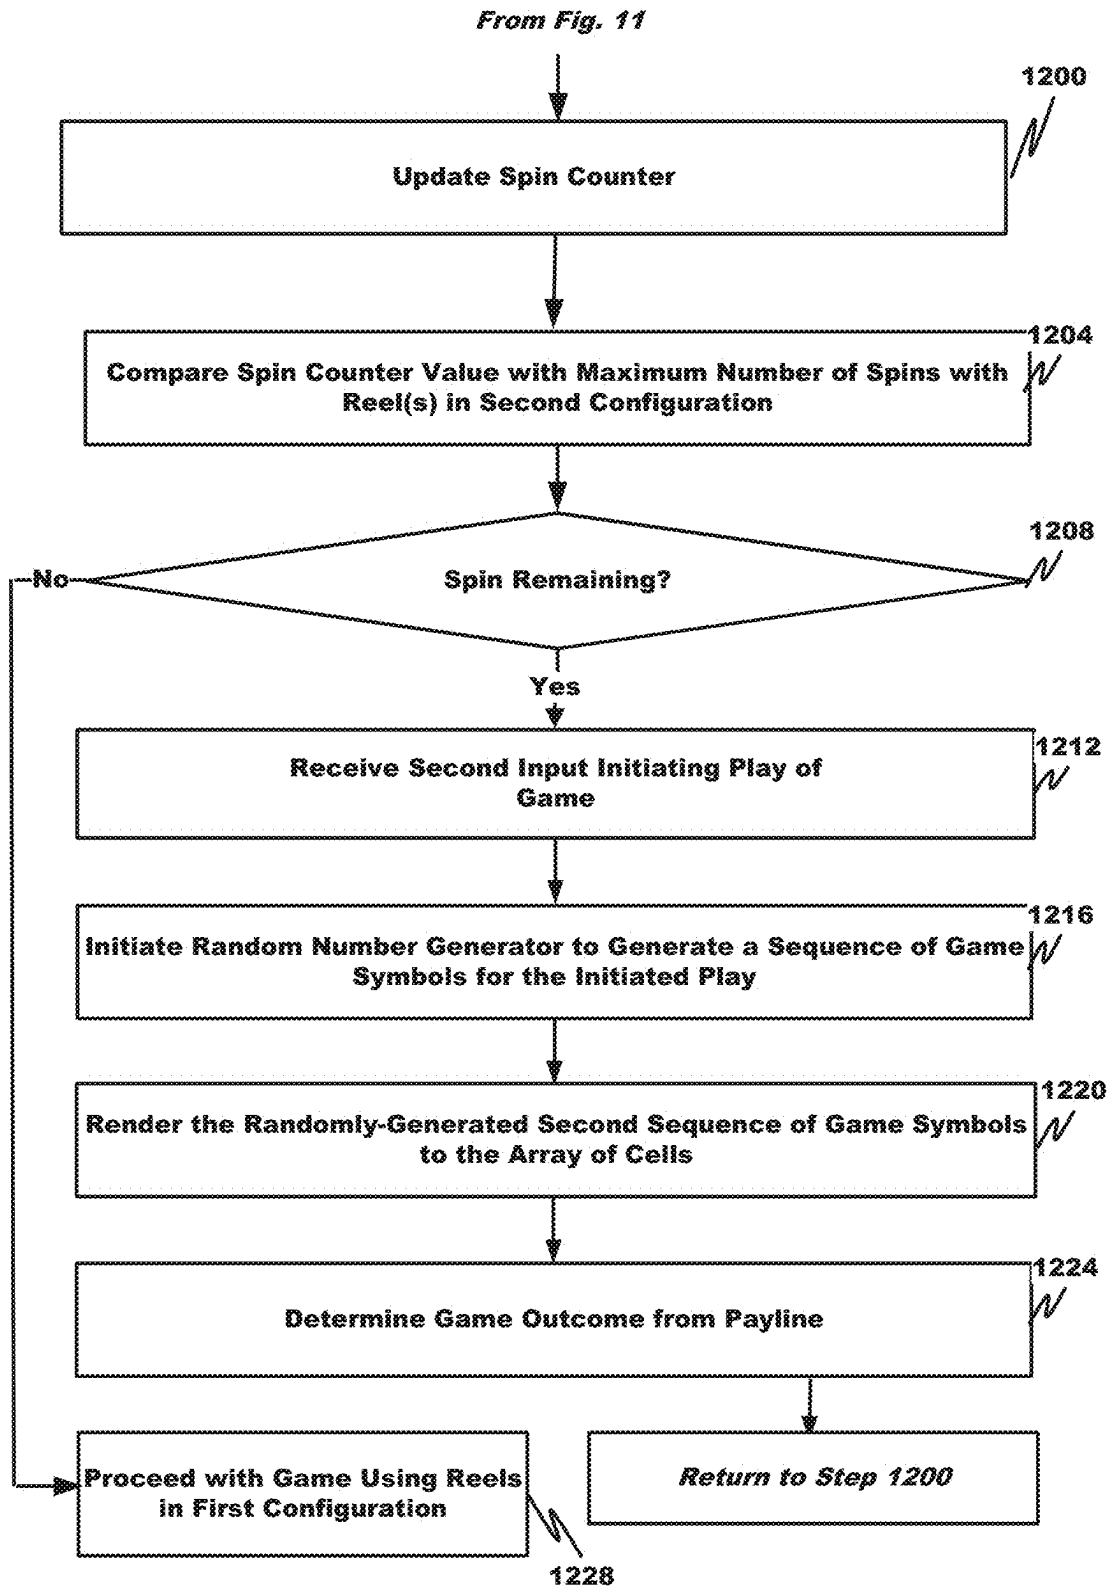 From Fig. 11
1200
Update Spin Counter
1204
Compare Spin Counter Value with Maximum Number of Spins with
Reel(s) in Second Configuration
1208
No
Spin Remaining?
Yes
1212
Receive Second Input Initiating Play of
Game
1216
Initiate Random Number Generator to Generate a Sequence of Game
Symbols for the Initiated Play
1220
Render the Randomly-Generated Second Sequence of Game Symbols
to the Array of Cells
1224
Determine Game Outcome from Payline
Proceed with Game Using Reels
in First Configuration
Return to Step 1200
1228